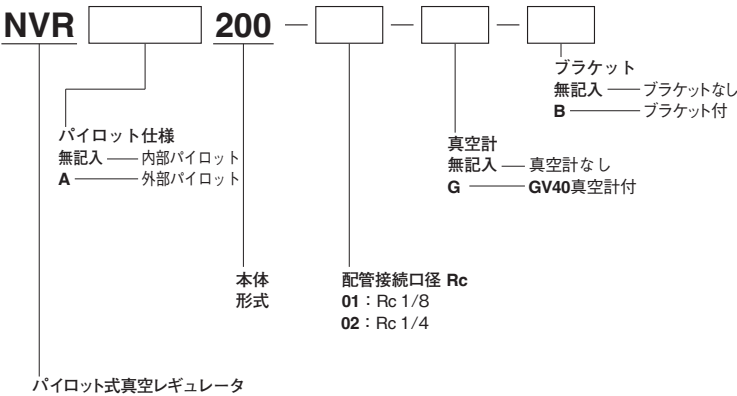 NVR 200 － － －
ブラケット
無記入 ブラケットなし
B ブラケット付
パイロット仕様
無記入 内部パイロット
A 外部パイロット
真空計
無記入 真空計なし
G GV40真空計付
本体
形式
配管接続口径 Rc
01：Rc 1/8
02：Rc 1/4
パイロット式真空レギュレータ